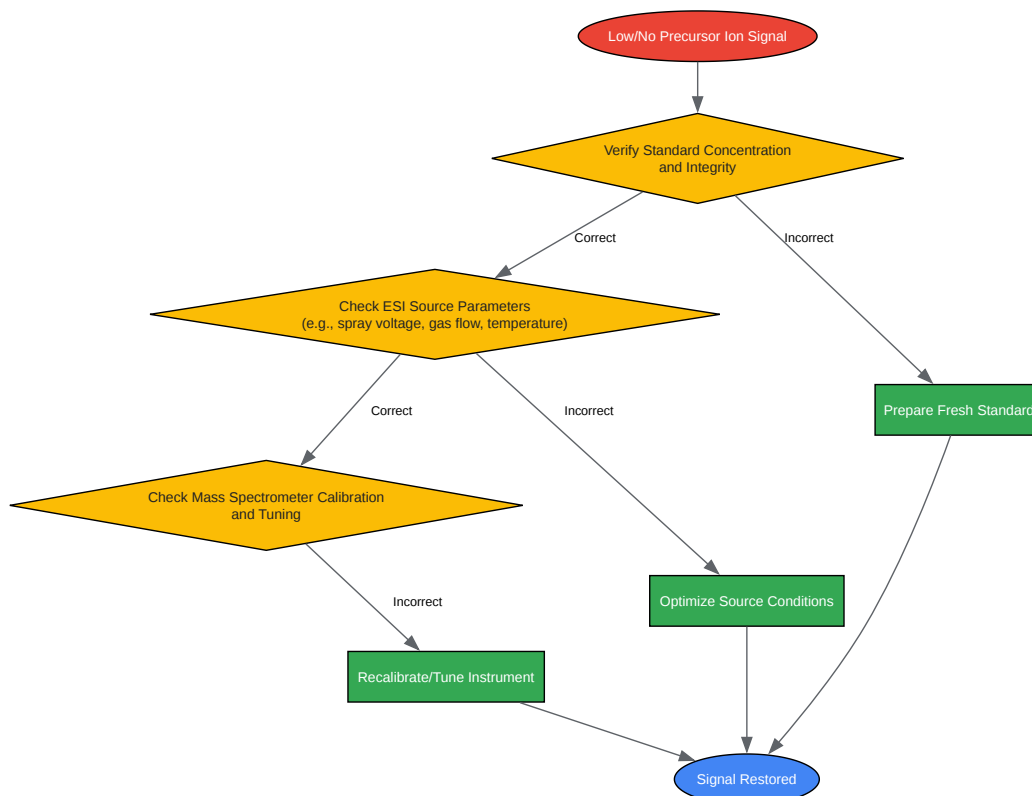 Low/No Precursor Ion Signal
Verify Standard Concentration
and Integrity
Correct
Incorrect
Check ESI Source Parameters
(e.g., spray voltage, gas flow, temperature)
Correct
Incorrect
Prepare Fresh Standard
Check Mass Spectrometer Calibration
and Tuning
Incorrect
Optimize Source Conditions
Recalibrate/Tune Instrument
Signal Restored